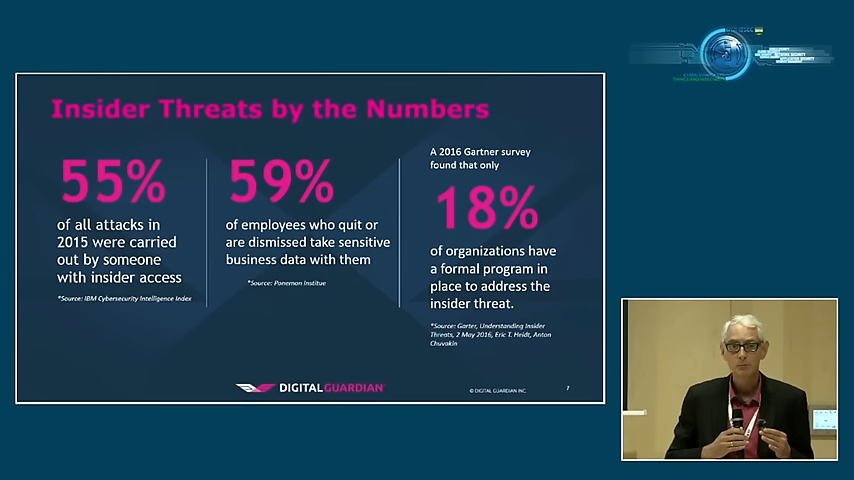 Insider Threats by the Numbers
55%
of all attacks in
2015 were carried
out by someone
with insider access
*Source: IBM Cybersecurity Intelligence Index
59%
of employees who quit or
are dismissed take sensitive
business data with them
*Source: Ponemon Institue
A 2016 Gartner survey
found that only
18%
of organizations have
a formal program in
place to address the
insider threat.
*Source: Garter, Understanding Insider
Threats, 2 May 2016, Eric T. Heidt, Anton
Chuvakin
DIGITALGUARDIAN
© DIGITAL GUARDIAN INC.
7